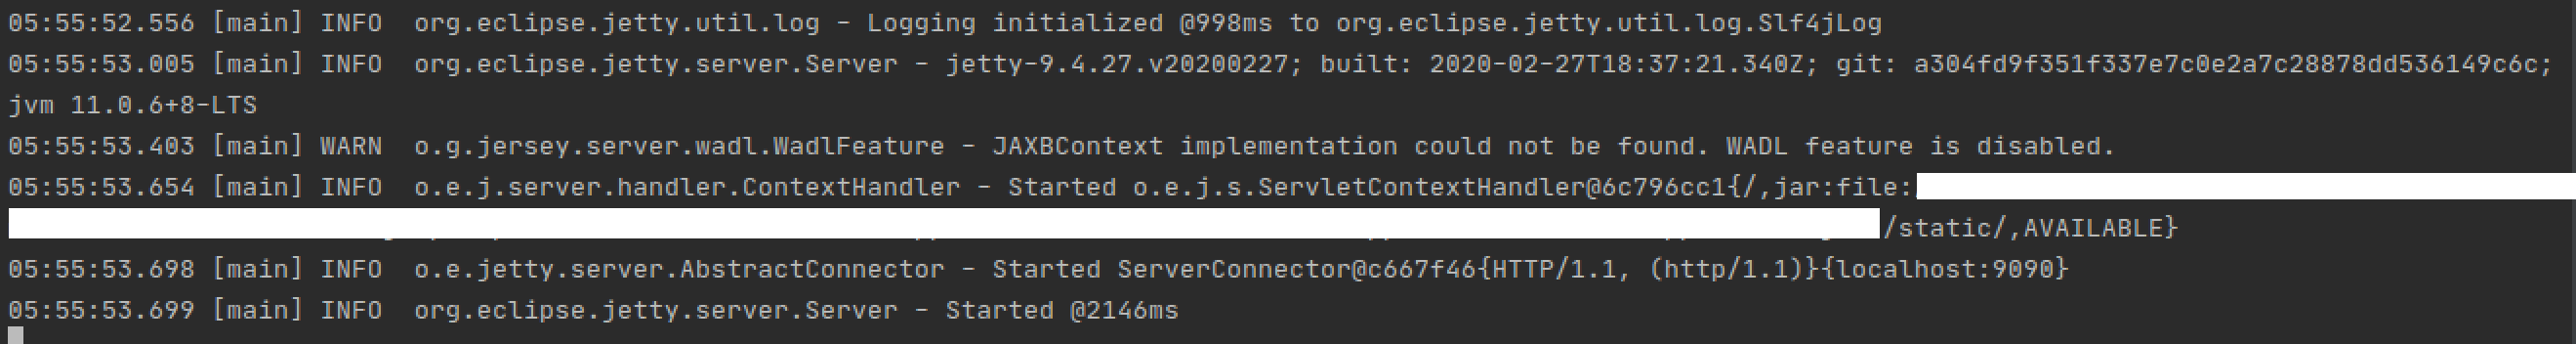 05:55:52.556 [main] INFO  org.eclipse.jetty.util.log - Logging initialized @998ms to org.eclipse.jetty.util.log.Slf4jLog
05:55:53.005 [main] INFO  org.eclipse.jetty.server.Server - jetty-9.4.27.v20200227; built: 2020-02-27T18:37:21.340Z; git: a304fd9f351f337e7c0e2a7c28878dd536149c6c;
jvm 11.0.6+8-LTS
05:55:53.403 [main] WARN  o.g.jersey.server.wadl.WadlFeature - JAXBContext implementation could not be found. WADL feature is disabled.
05:55:53.654 [main] INFO  o.e.j.server.handler.ContextHandler - Started o.e.j.s.ServletContextHandler@6c796cc1{/,jar:file:
/static/,AVAILABLE}
05:55:53.698 [main] INFO  o.e.jetty.server.AbstractConnector - Started ServerConnector@c667f46{HTTP/1.1, (http/1.1)}{localhost:9090}
05:55:53.699 [main] INFO  org.eclipse.jetty.server.Server - Started @2146ms